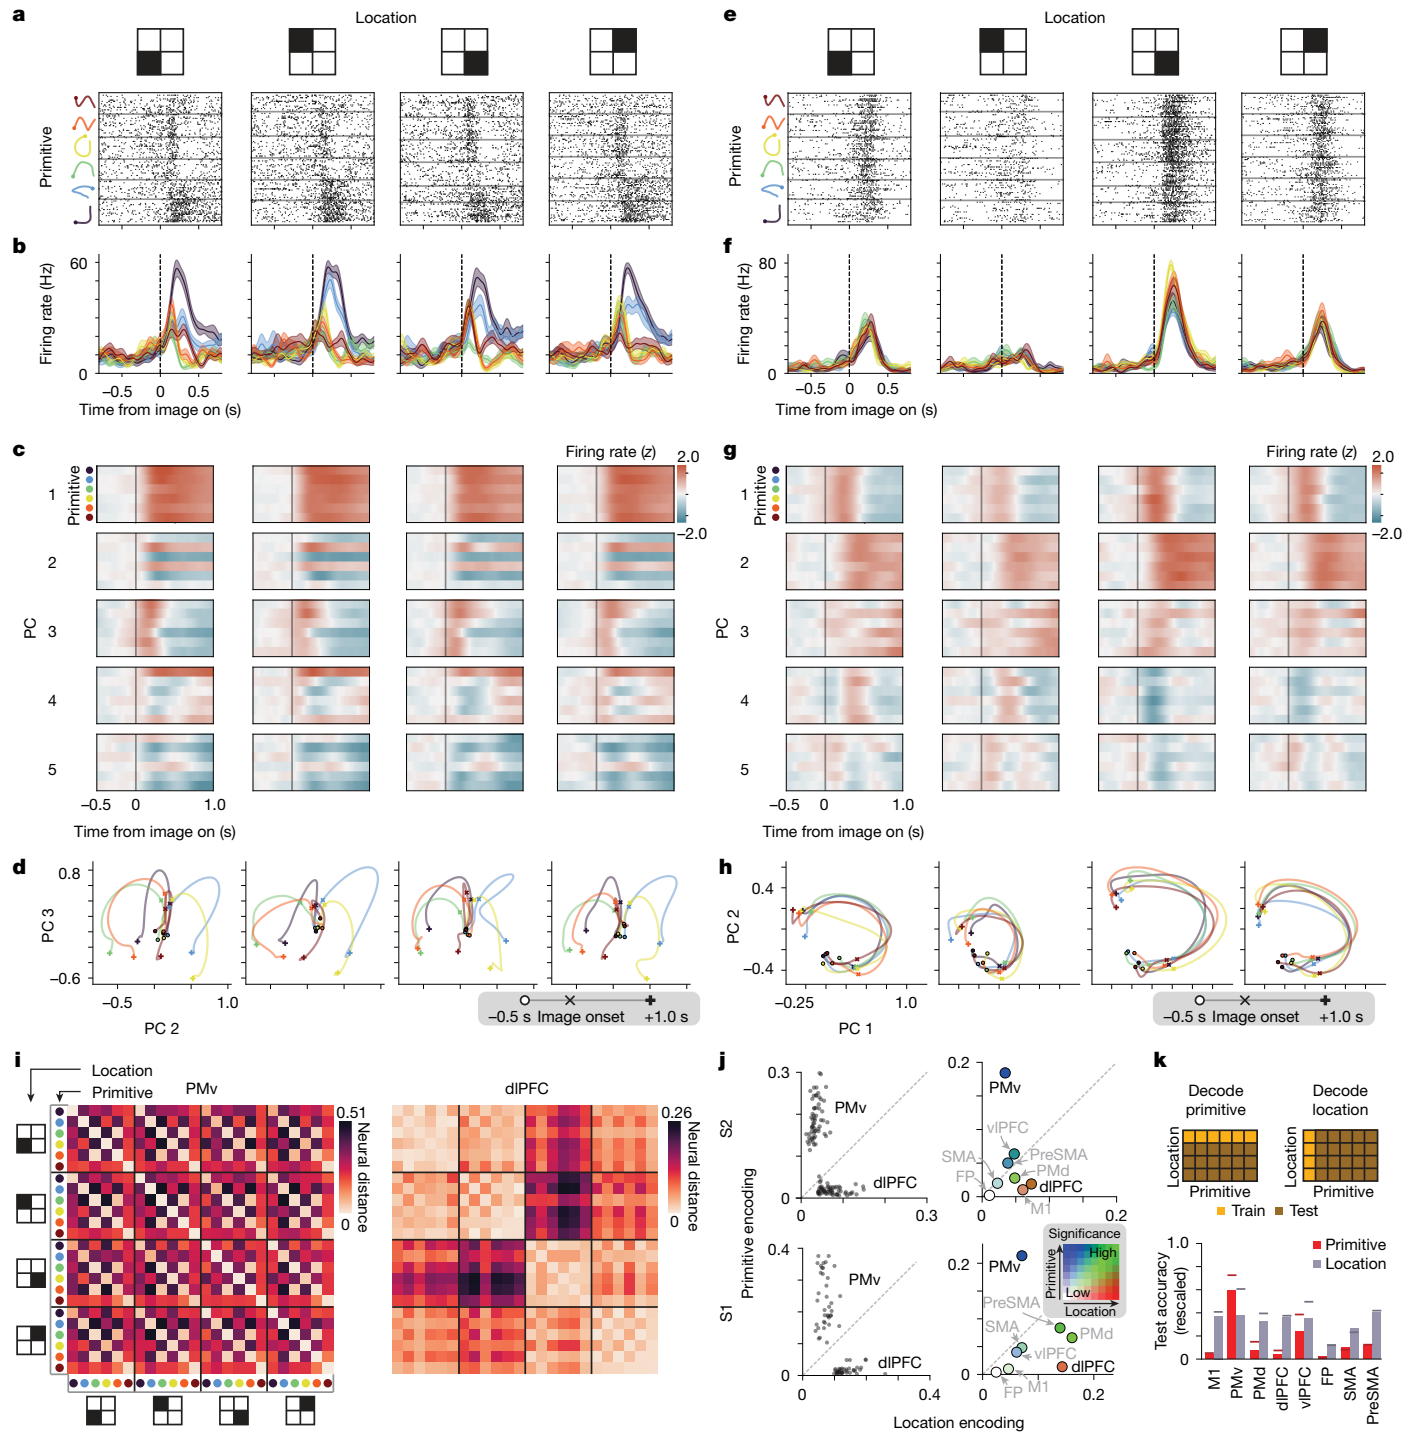 a
Location
Primitive
b
Firing rate (Hz)
60
0
−0.5
0
0.5
Time from image on (s)
c
Firing rate (z)
2.0
−2.0
Primitive
PC
1
2
3
4
5
−0.5
0
1.0
Time from image on (s)
d
PC 3
0.8
−0.6
−0.5
1.0
PC 2
−0.5 s
Image onset
+1.0 s
e
Location
Primitive
f
Firing rate (Hz)
80
0
−0.5
0
0.5
Time from image on (s)
g
Firing rate (z)
2.0
−2.0
Primitive
PC
1
2
3
4
5
−0.5
0
1.0
Time from image on (s)
h
PC 2
0.4
−0.4
−0.25
1.0
PC 1
−0.5 s
Image onset
+1.0 s
i
Location
Primitive
PMv
0.51
Neural distance
0
dlPFC
0.26
Neural distance
0
j
S2
S1
Primitive encoding
0.3
PMv
dlPFC
0
0
0.3
0.2
PMv
vlPFC
SMA
PreSMA
FP
PMd
dlPFC
M1
0
0
0.2
0.4
PMv
dlPFC
0
0
0.4
0.2
PMv
PreSMA
SMA
PMd
vlPFC
dlPFC
M1
FP
0
0
0.2
Significance
High
Low
Primitive
Location
Location encoding
k
Decode
primitive
Decode
location
Location
Primitive
Location
Primitive
Train
Test
Primitive
Location
Test accuracy
(rescaled)
1.0
0
M1
PMv
PMd
dlPFC
vlPFC
FP
SMA
PreSMA